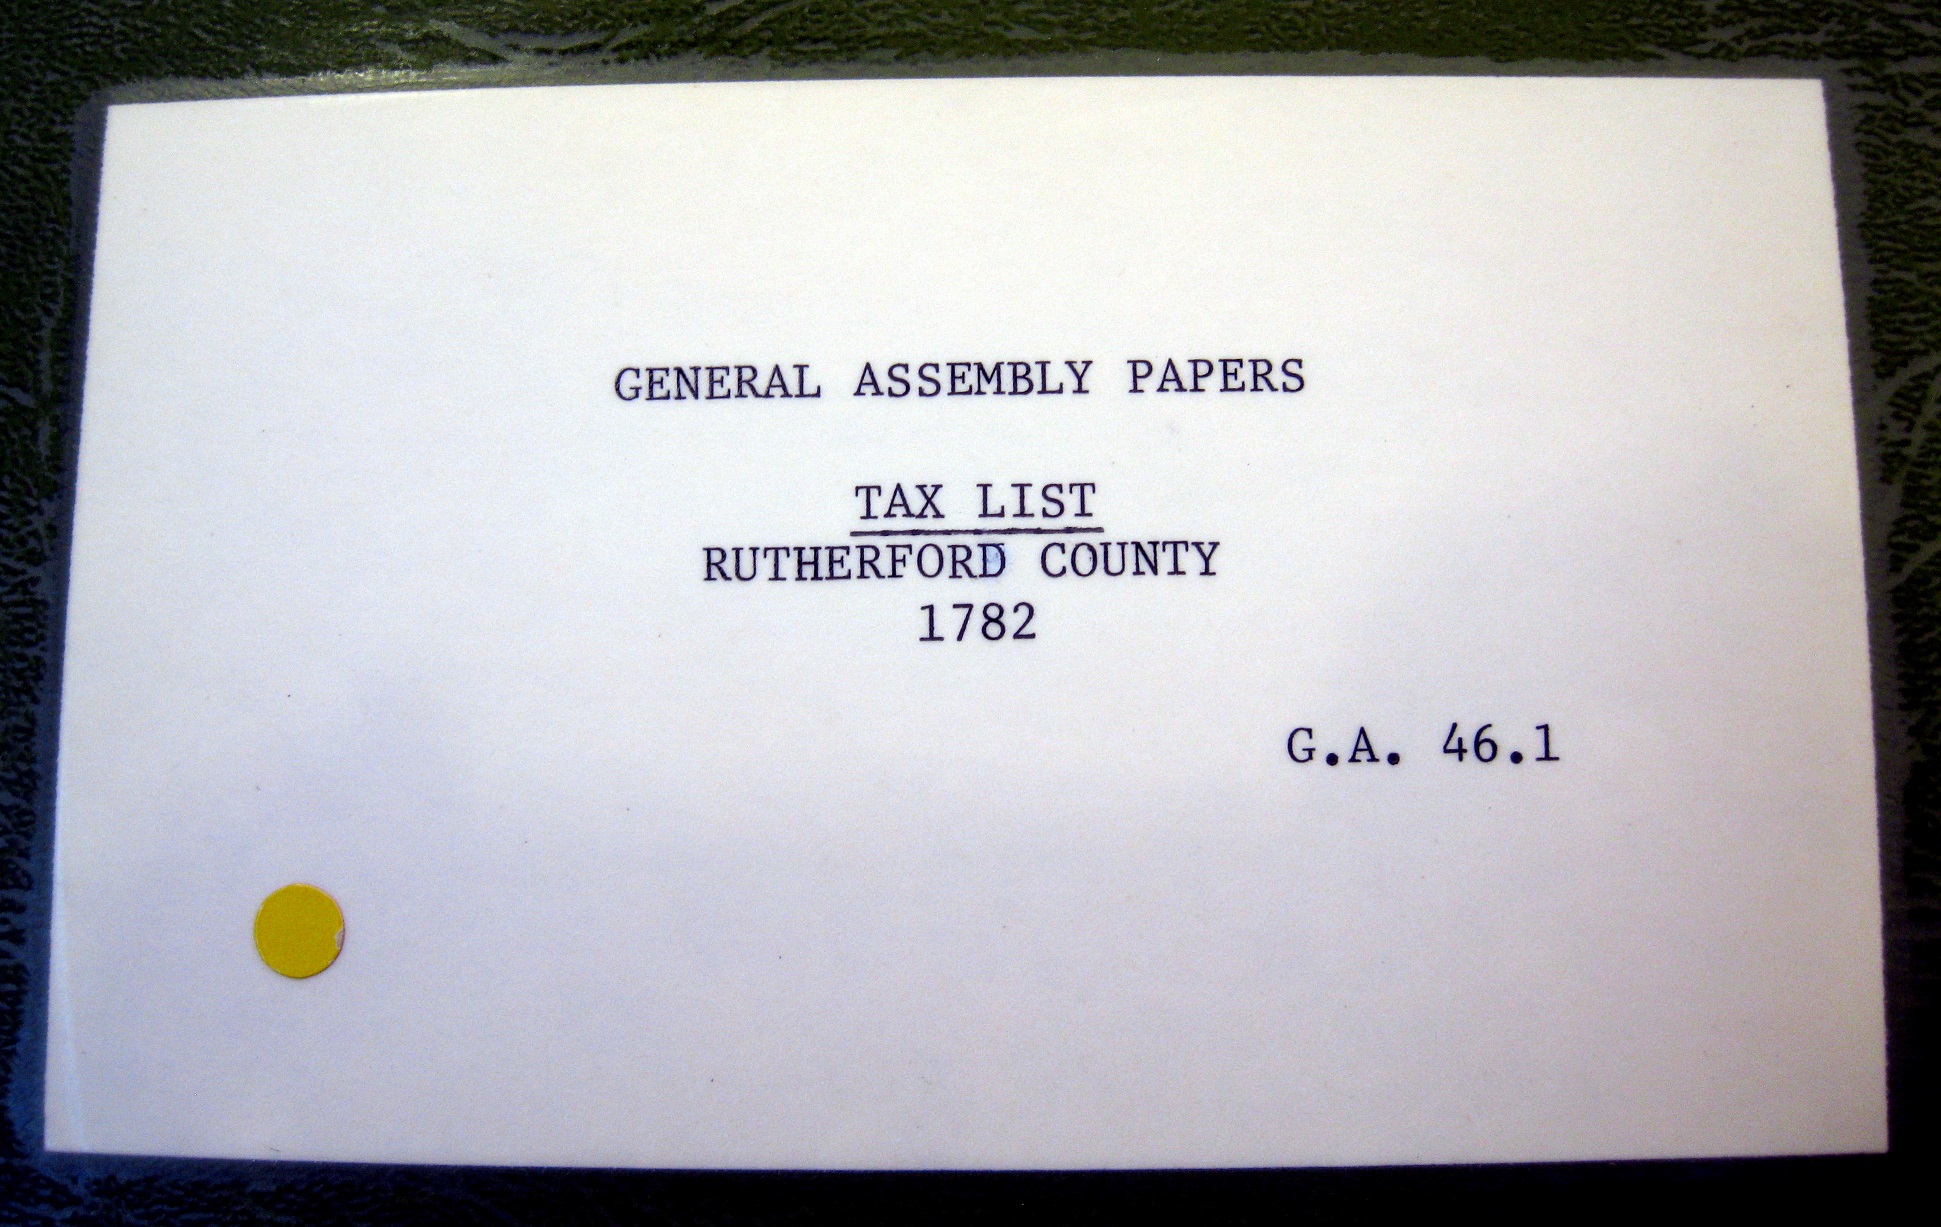 GENERAL ASSEMBLY PAPERS
TAX LIST
RUTHERFORD COUNTY
1782
G.A. 46.1